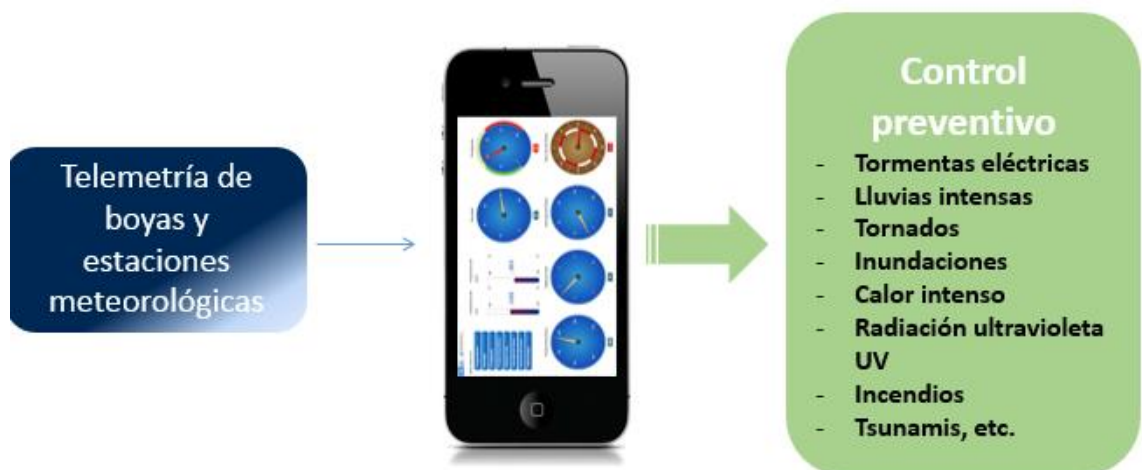 Telemetría de
boyas y
estaciones
meteorológicas
Control
preventivo
- Tormentas eléctricas
- Lluvias intensas
- Tornados
- Inundaciones
- Calor intenso
- Radiación ultravioleta
UV
- Incendios
- Tsunamis, etc.